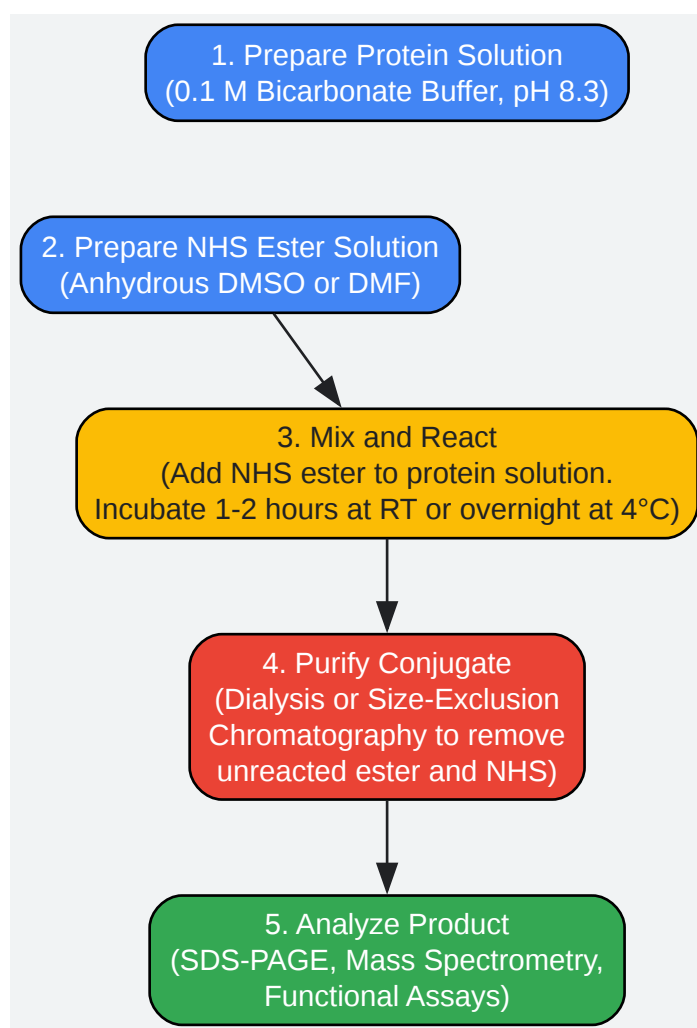 1. Prepare Protein Solution
(0.1 M Bicarbonate Buffer, pH 8.3)
2. Prepare NHS Ester Solution
(Anhydrous DMSO or DMF)
3. Mix and React
(Add NHS ester to protein solution.
Incubate 1-2 hours at RT or overnight at 4°C)
4. Purify Conjugate
(Dialysis or Size-Exclusion
Chromatography to remove
unreacted ester and NHS)
5. Analyze Product
(SDS-PAGE, Mass Spectrometry,
Functional Assays)